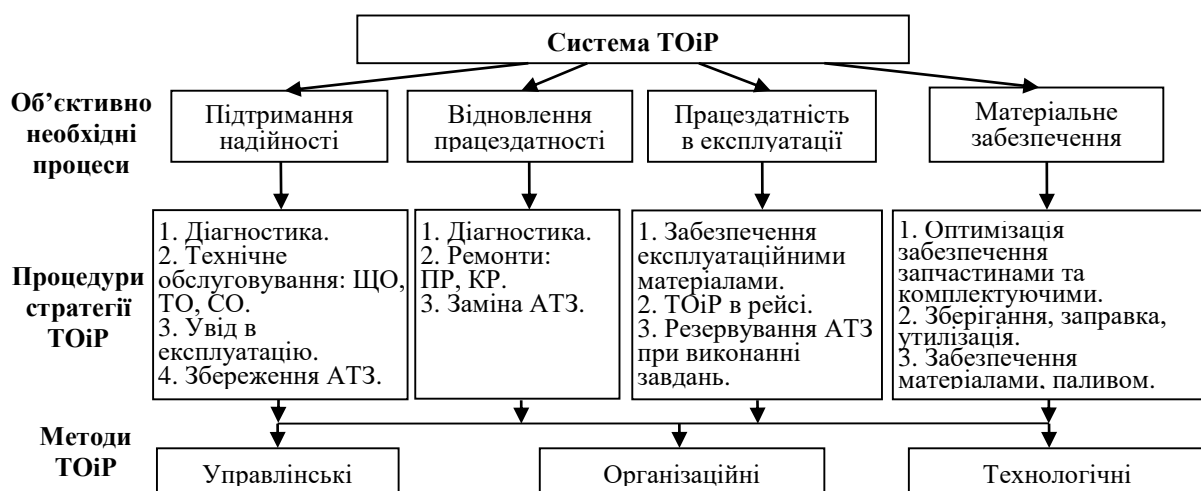 Система ТОіР
Об’єктивно
необхідні
процеси
Підтримання
надійності
Відновлення
працездатності
Працездатність
в експлуатації
Матеріальне
забезпечення
Процедури
стратегії
ТОіР
1. Діагностика.
2. Технічне
обслуговування: ЩО,
ТО, СО.
3. Увід в
експлуатацію.
4. Збереження АТЗ.
1. Діагностика.
2. Ремонти:
ПР, КР.
3. Заміна АТЗ.
1. Забезпечення
експлуатаційними
матеріалами.
2. ТОіР в рейсі.
3. Резервування АТЗ
при виконанні
завдань.
1. Оптимізація
забезпечення
запчастинами та
комплектуючими.
2. Зберігання, заправка,
утилізація.
3. Забезпечення
матеріалами, паливом.
Методи
ТОіР
Управлінські
Організаційні
Технологічні